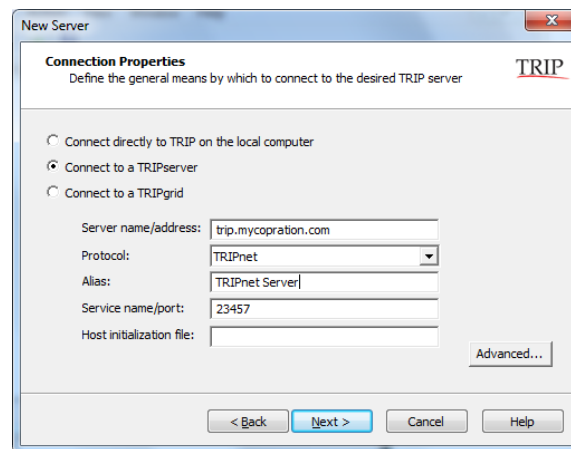 New Server
Connection Properties
Define the general means by which to connect to the desired TRIP server
TRIP
Connect directly to TRIP on the local computer
Connect to a TRIPserver
Connect to a TRIPgrid
Server name/address: trip.mycopration.com
Protocol: TRIPnet
Alias: TRIPnet Server
Service name/port: 23457
Host initialization file:
Advanced...
< Back Next > Cancel Help